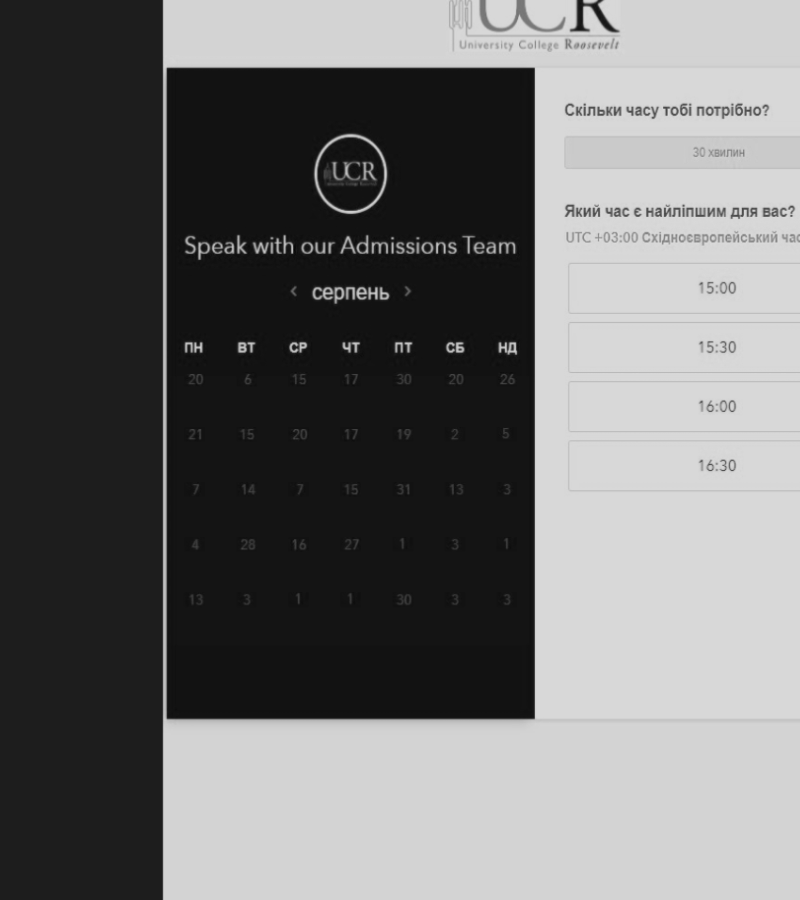 UCR
University College Roosevelt
UCR
Speak with our Admissions Team
‹ серпень ›
ПН ВТ СР ЧТ ПТ СБ НД
20 6 15 17 30 20 26
21 15 20 17 19 2 5
7 14 7 15 31 13 3
4 28 16 27 1 3 1
13 3 1 1 30 3 3
Скільки часу тобі потрібно?
30 хвилин
Який час є найліпшим для вас?
UTC +03:00 Східноєвропейський час
15:00
15:30
16:00
16:30